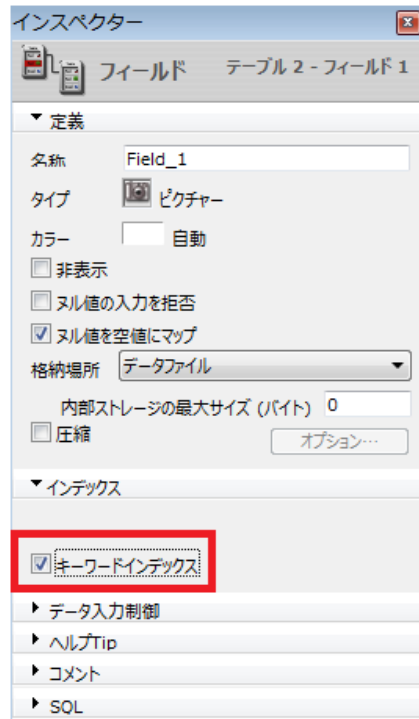 インスペクター
フィールド テーブル 2 - フィールド 1
定義
名称 Field_1
タイプ ピクチャー
カラー 自動
非表示
ヌル値の入力を拒否
ヌル値を空値にマップ
格納場所 データファイル
内部ストレージの最大サイズ (バイト) 0
圧縮 オプション…
インデックス
キーワードインデックス
データ入力制御
ヘルプTip
コメント
SQL